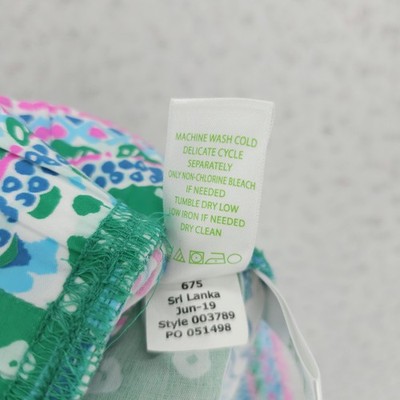 MACHINE WASH COLD
DELICATE CYCLE
SEPARATELY
ONLY NON-CHLORINE BLEACH
IF NEEDED
TUMBLE DRY LOW
LOW IRON IF NEEDED
DRY CLEAN
675
Sri Lanka
Jun-19
Style 003789
PO 051498